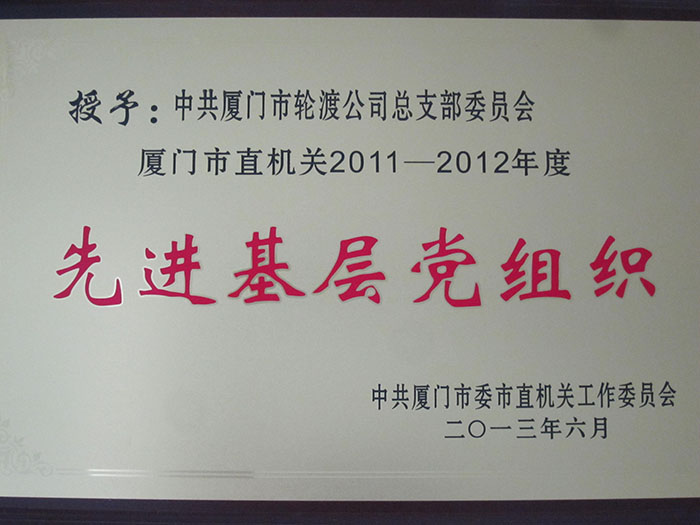 授予：中共厦门市轮渡公司总支部委员会
厦门市直机关2011—2012年度
先进基层党组织
中共厦门市委市直机关工作委员会
二〇一三年六月